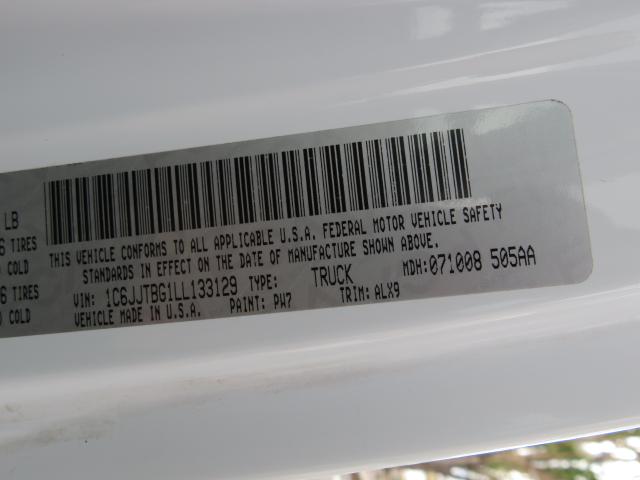 LB
TIRES
COLD
TIRES
COLD
THIS VEHICLE CONFORMS TO ALL APPLICABLE U.S.A. FEDERAL MOTOR VEHICLE SAFETY
STANDARDS IN EFFECT ON THE DATE OF MANUFACTURE SHOWN ABOVE.
VIN: 1C6JJTBG1LL133129 TYPE: TRUCK MDH:071008 505AA
VEHICLE MADE IN U.S.A. PAINT: PW7 TRIM: ALX9